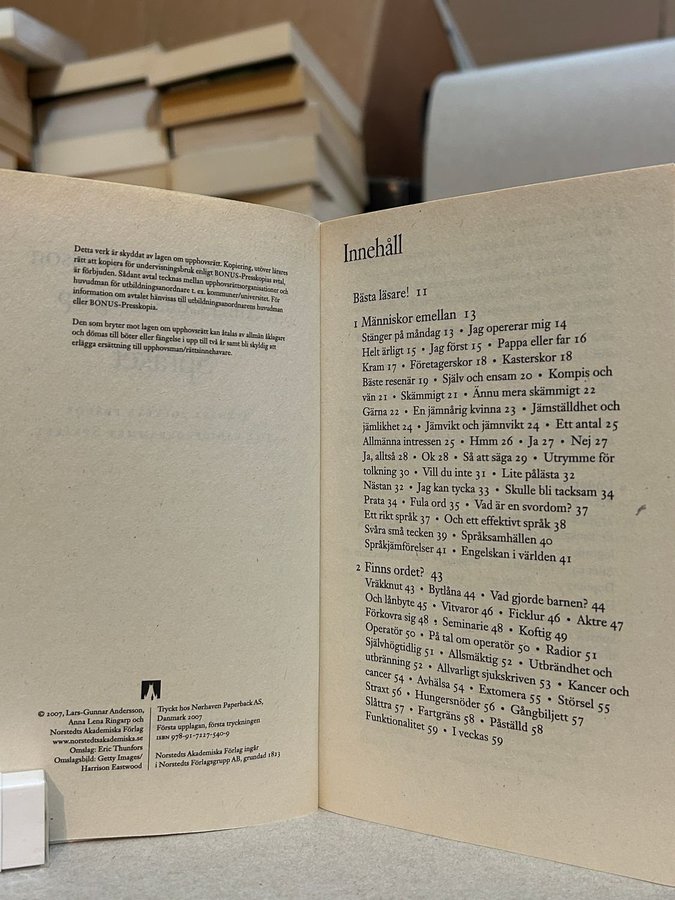 Detta verk är skyddat av lagen om upphovsrätt. Kopiering, utöver lärares
rätt att kopiera för undervisningsbruk enligt BONUS-Presskopias avtal,
är förbjuden. Sådant avtal tecknas mellan upphovsrättsorganisationer och
huvudman för utbildningsanordnare t. ex. kommuner/universitet. För
information om avtalet hänvisas till utbildningsanordnarens huvudman
eller BONUS-Presskopia.
Den som bryter mot lagen om upphovsrätt kan åtalas av allmän åklagare
och dömas till böter eller fängelse i upp till två år samt bli skyldig att
erlägga ersättning till upphovsman/rättsinnehavare.
© 2007, Lars-Gunnar Andersson,
Anna Lena Ringarp och
Norstedts Akademiska Förlag
www.norstedtsakademiska.se
Omslag: Eric Thunfors
Omslagsbild: Getty Images/
Harrison Eastwood
Tryckt hos Nørhaven Paperback AS,
Danmark 2007
Första upplagan, första tryckningen
ISBN 978-91-7227-540-9
Norstedts Akademiska Förlag ingår
i Norstedts Förlagsgrupp AB, grundad 1823
Innehåll
Bästa läsare! 11
1 Människor emellan 13
Stänger på måndag 13 • Jag opererar mig 14
Helt ärligt 15 • Jag först 15 • Pappa eller far 16
Kram 17 • Företagerskor 18 • Kasterskor 18
Bäste resenär 19 • Själv och ensam 20 • Kompis och
vän 21 • Skämmigt 21 • Ännu mera skämmigt 22
Gärna 22 • En jämnårig kvinna 23 • Jämställdhet och
jämlikhet 24 • Jämvikt och jämnvikt 24 • Ett antal 25
Allmänna intressen 25 • Hmm 26 • Ja 27 • Nej 27
Ja, alltså 28 • Ok 28 • Så att säga 29 • Utrymme för
tolkning 30 • Vill du inte 31 • Lite pålästa 32
Nästan 32 • Jag kan tycka 33 • Skulle bli tacksam 34
Prata 34 • Fula ord 35 • Vad är en svordom? 37
Ett rikt språk 37 • Och ett effektivt språk 38
Svåra små tecken 39 • Språksamhällen 40
Språkjämförelser 41 • Engelskan i världen 41
2 Finns ordet? 43
Vräkknut 43 • Bytlåna 44 • Vad gjorde barnen? 44
Och lånbyte 45 • Vitvaror 46 • Ficklur 46 • Aktre 47
Förkovra sig 48 • Seminarie 48 • Koftig 49
Operatör 50 • På tal om operatör 50 • Radior 51
Självhögtidlig 51 • Allsmäktig 52 • Utbrändhet och
utbränning 52 • Allvarligt sjukskriven 53 • Kancer och
cancer 54 • Avhälsa 54 • Extomera 55 • Störsel 55
Straxt 56 • Hungersnöder 56 • Gångbiljett 57
Slåttra 57 • Fartgräns 58 • Påställd 58
Funktionalitet 59 • I veckas 59